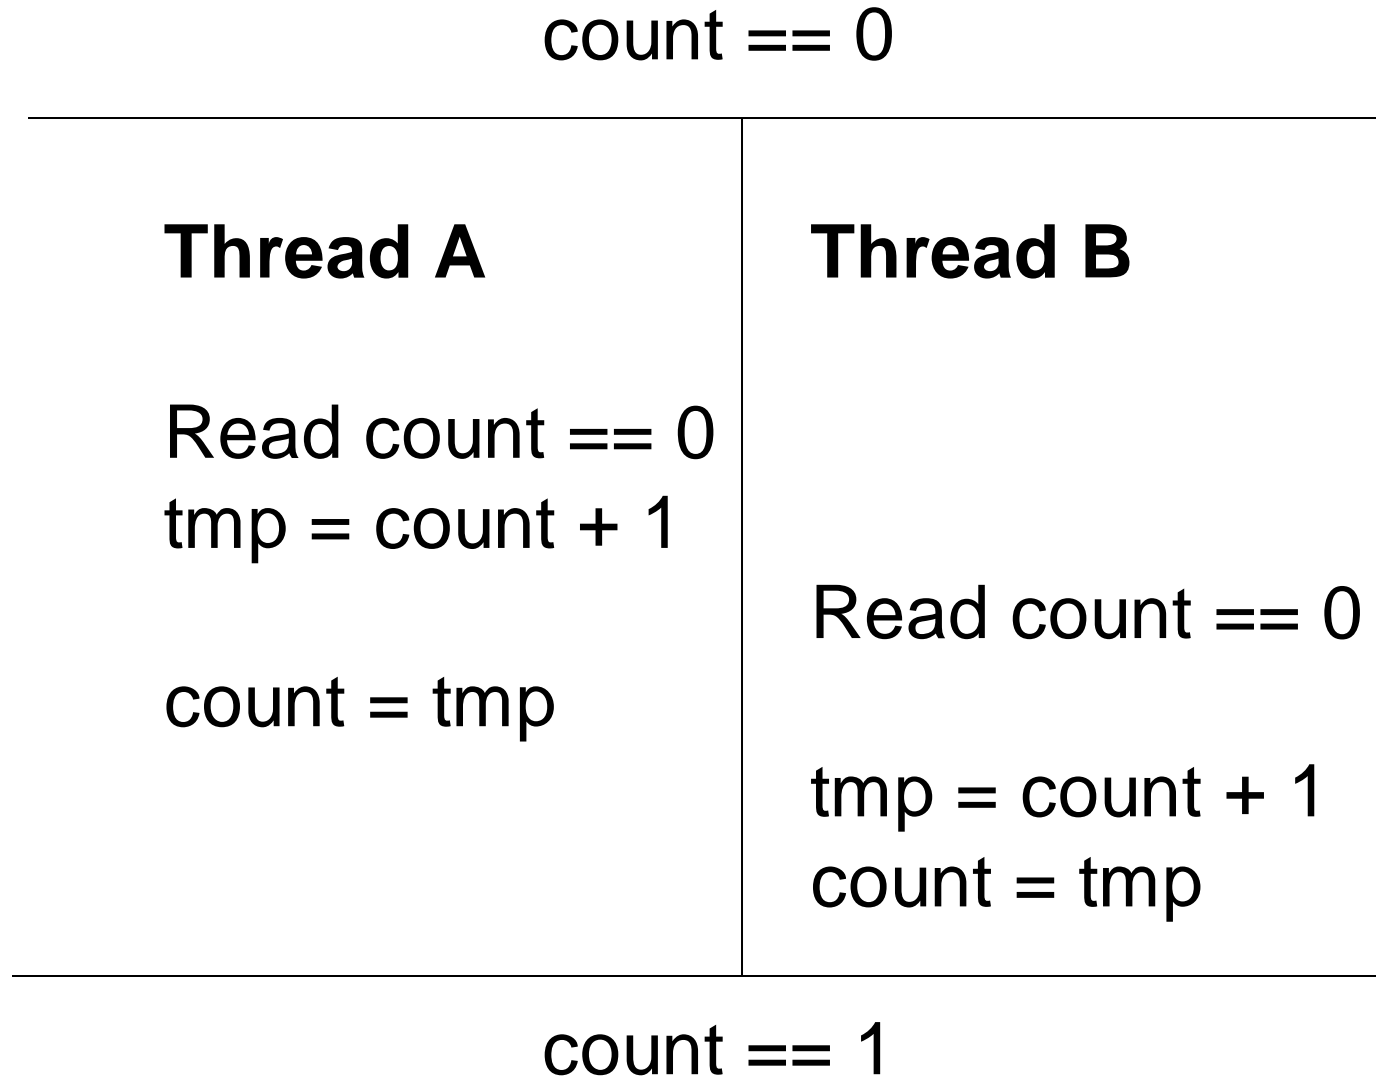 count == 0
Thread A
Thread B
Read count == 0
tmp = count + 1
Read count == 0
count = tmp
tmp = count + 1
count = tmp
count == 1